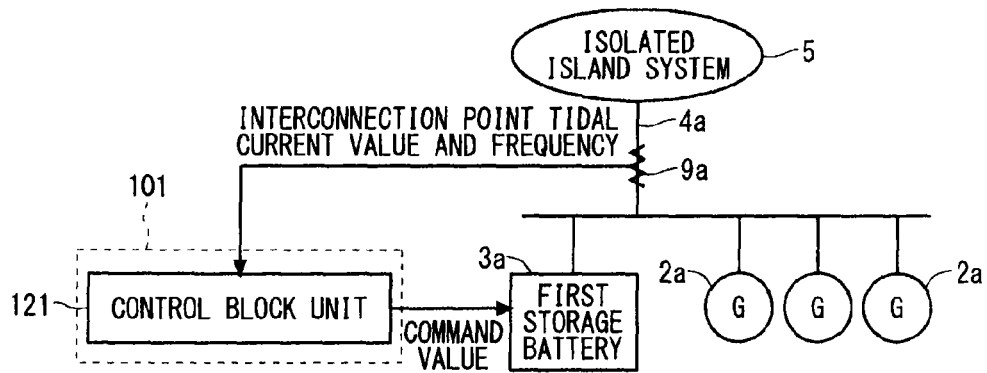 ISOLATED
ISLAND SYSTEM
5
INTERCONNECTION POINT TIDAL
CURRENT VALUE AND FREQUENCY
4a
9a
101
3a
2a
2a
121
CONTROL BLOCK UNIT
COMMAND
VALUE
FIRST
STORAGE
BATTERY
G
G
G